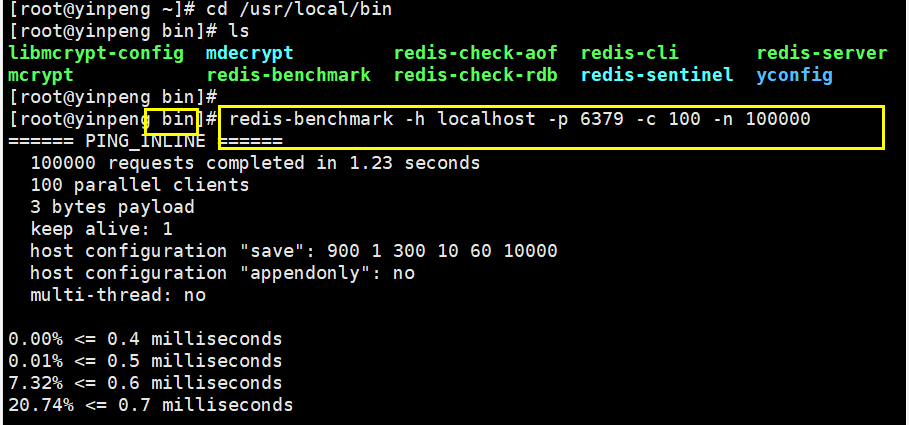 [root@yinpeng ~]# cd /usr/local/bin
[root@yinpeng bin]# ls
libmcrypt-config  mdecrypt         redis-check-aof  redis-cli       redis-server
mcrypt            redis-benchmark  redis-check-rdb  redis-sentinel  yconfig
[root@yinpeng bin]#
[root@yinpeng bin]# redis-benchmark -h localhost -p 6379 -c 100 -n 100000
====== PING_INLINE ======
  100000 requests completed in 1.23 seconds
  100 parallel clients
  3 bytes payload
  keep alive: 1
  host configuration "save": 900 1 300 10 60 10000
  host configuration "appendonly": no
  multi-thread: no

0.00% <= 0.4 milliseconds
0.01% <= 0.5 milliseconds
7.32% <= 0.6 milliseconds
20.74% <= 0.7 milliseconds